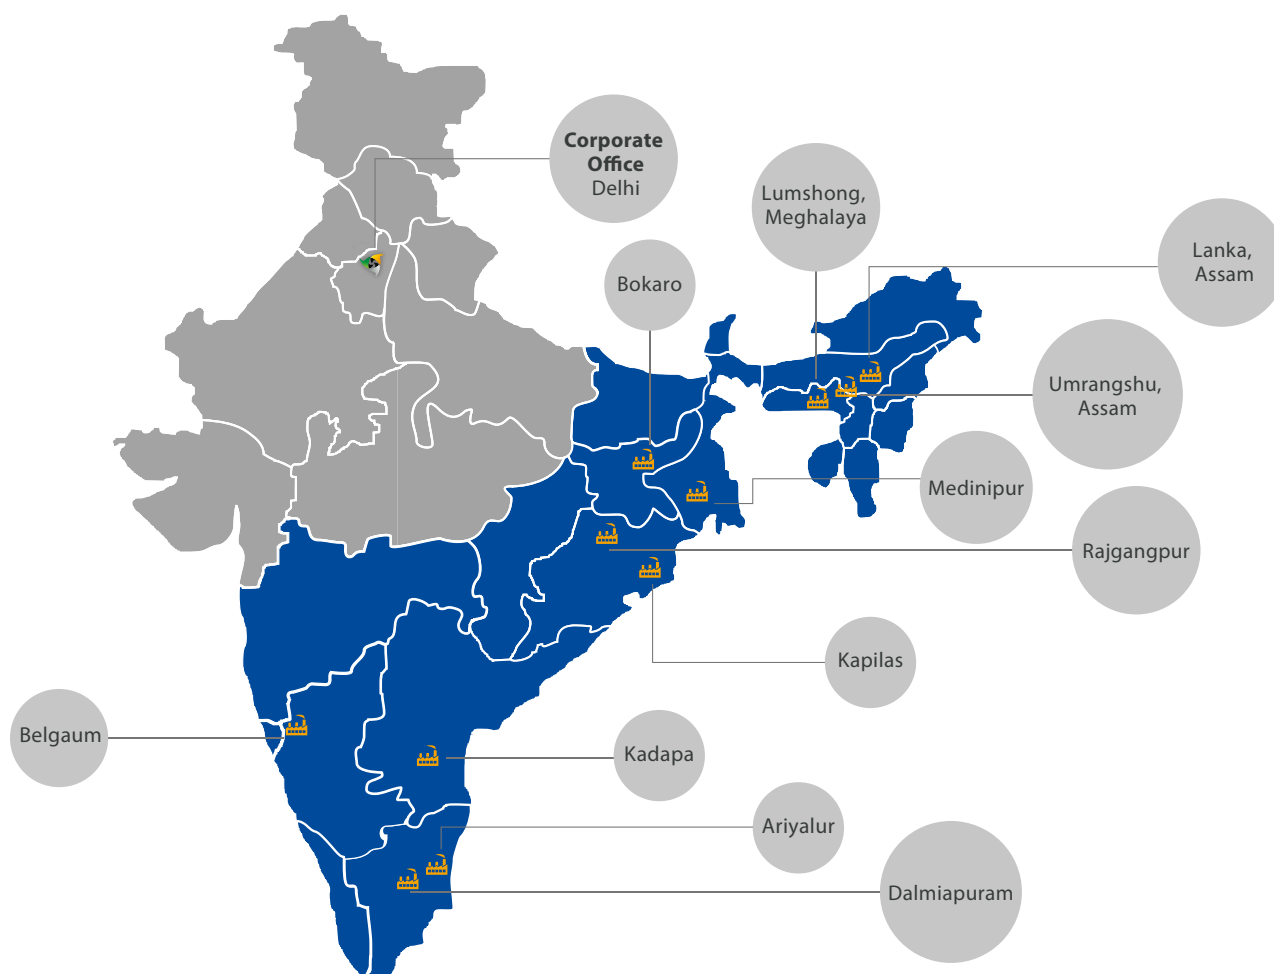 Corporate
Office
Delhi
Lumshong,
Meghalaya
Lanka,
Assam
Bokaro
Umrangshu,
Assam
Medinipur
Rajgangpur
Kapilas
Belgaum
Kadapa
Ariyalur
Dalmiapuram